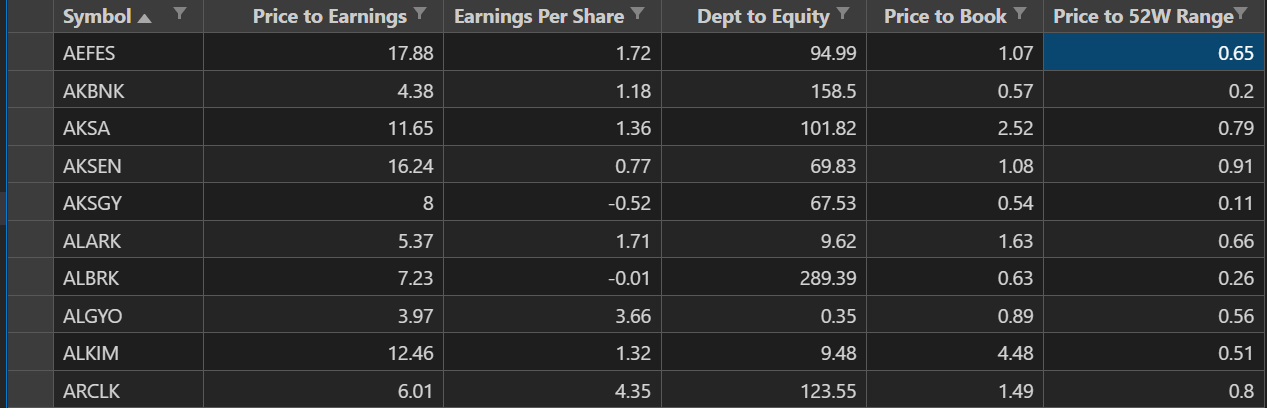 Symbol Price to Earnings Earnings Per Share Dept to Equity Price to Book Price to 52W Range
AEFES 17.88 1.72 94.99 1.07 0.65
AKBNK 4.38 1.18 158.5 0.57 0.2
AKSA 11.65 1.36 101.82 2.52 0.79
AKSEN 16.24 0.77 69.83 1.08 0.91
AKSGY 8 -0.52 67.53 0.54 0.11
ALARK 5.37 1.71 9.62 1.63 0.66
ALBRK 7.23 -0.01 289.39 0.63 0.26
ALGYO 3.97 3.66 0.35 0.89 0.56
ALKIM 12.46 1.32 9.48 4.48 0.51
ARCLK 6.01 4.35 123.55 1.49 0.8